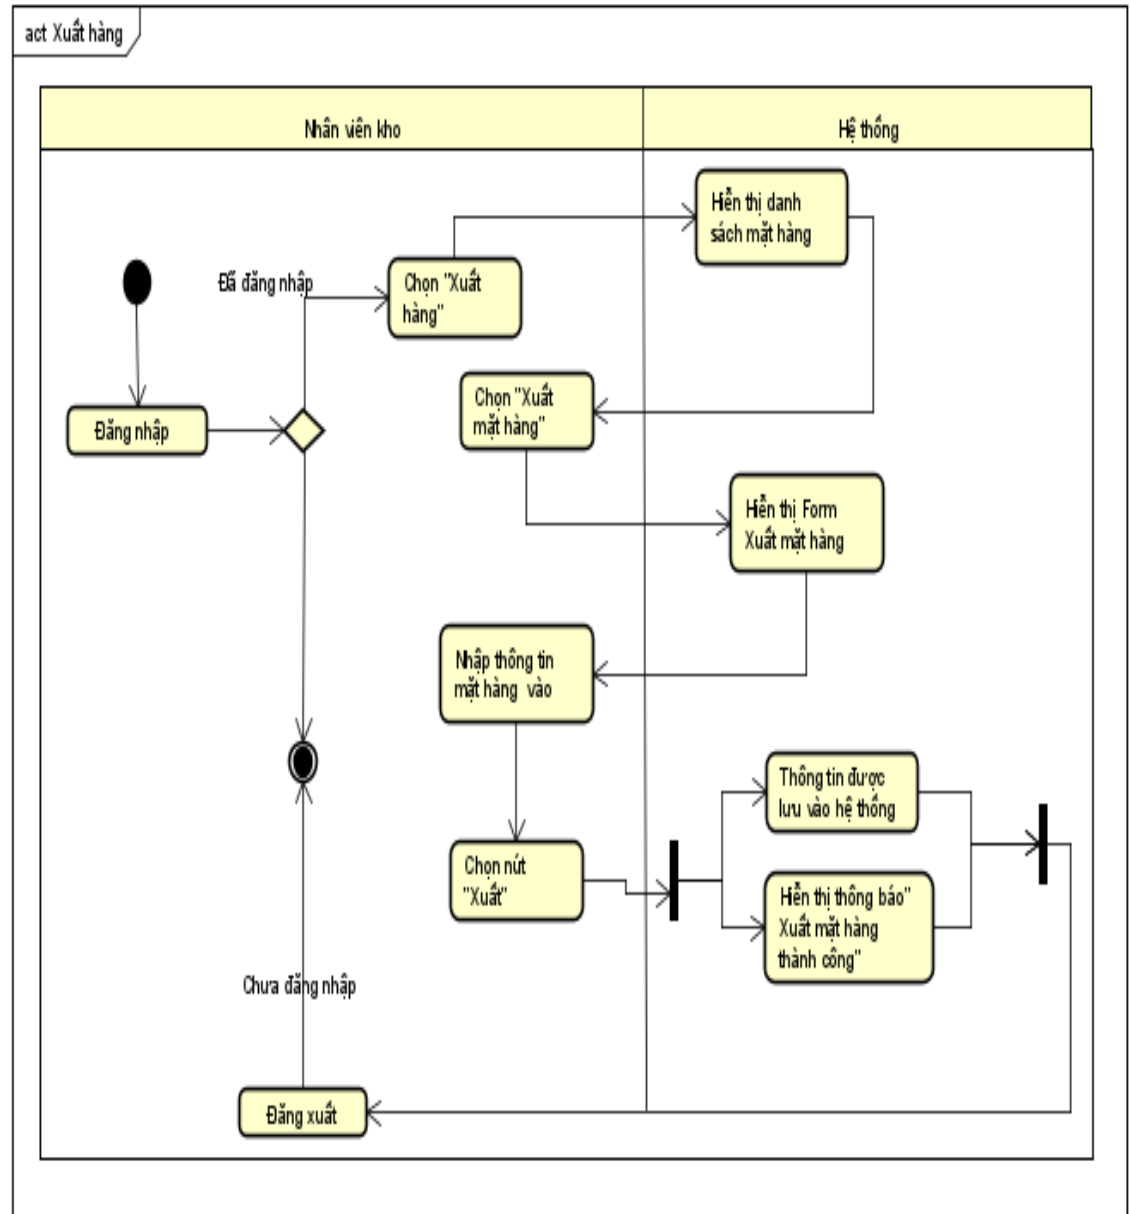 act Xuất hàng
Nhân viên kho
Hệ thống
Hiển thị danh
sách mặt hàng
Đã đăng nhập
Chọn "Xuất
hàng"
Chọn "Xuất
mặt hàng"
Đăng nhập
Hiển thị Form
Xuất mặt hàng
Nhập thông tin
mặt hàng vào
Thông tin được
lưu vào hệ thống
Chọn nút
"Xuất"
Hiển thị thông báo"
Xuất mặt hàng
thành công"
Chưa đăng nhập
Đăng xuất